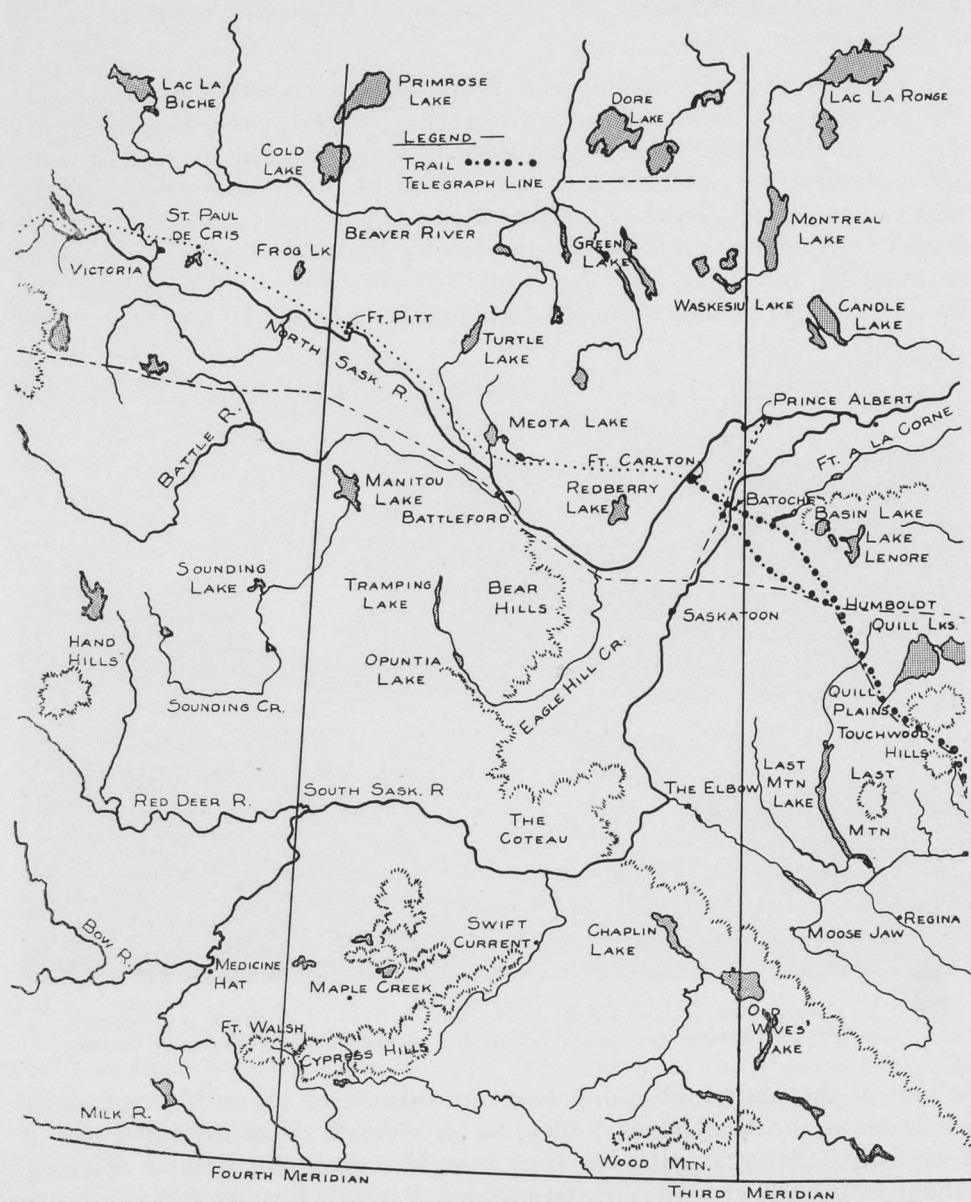 LAC LA
BICHE
PRIMROSE
LAKE
DORE
LAKE
LAC LA RONGE
LEGEND —
TRAIL
TELEGRAPH LINE
COLD
LAKE
ST. PAUL
DE CRIS
FROG LK.
BEAVER RIVER
GREEN
LAKE
MONTREAL
LAKE
VICTORIA
WASKESIU LAKE
CANDLE
LAKE
FT. PITT
NORTH
SASK. R.
TURTLE
LAKE
PRINCE ALBERT
BATTLE R.
MEOTA LAKE
FT. CARLTON
FT. A LA CORNE
MANITOU
LAKE
REDBERRY
LAKE
BATOCHE
BATTLEFORD
BASIN LAKE
LAKE
LENORE
SOUNDING
LAKE
TRAMPING
LAKE
BEAR
HILLS
SASKATOON
HUMBOLDT
QUILL LKS.
HAND
HILLS
OPUNTIA
LAKE
EAGLE HILL CR.
SOUNDING CR.
QUILL
PLAINS
TOUCHWOOD
HILLS
LAST
MTN
LAKE
LAST
MTN
RED DEER R.
SOUTH SASK. R
THE ELBOW
THE
COTEAU
BOW R.
SWIFT
CURRENT
CHAPLIN
LAKE
REGINA
MOOSE JAW
MEDICINE
HAT
MAPLE CREEK
OLD
WIVES'
LAKE
FT. WALSH
CYPRESS HILLS
MILK R.
WOOD MTN.
FOURTH MERIDIAN
THIRD MERIDIAN